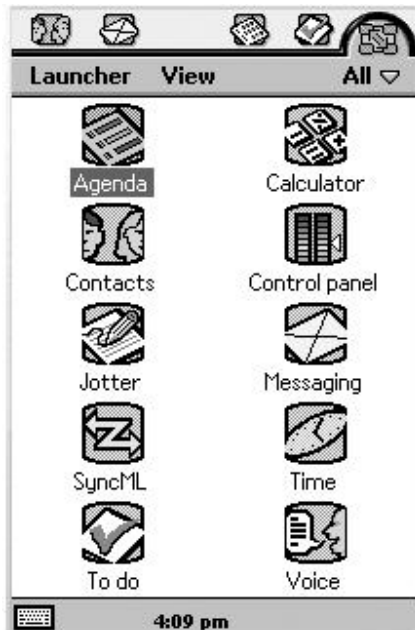 Launcher View All
Agenda Calculator
Contacts Control panel
Jotter Messaging
SyncML Time
To do Voice
4:09 pm